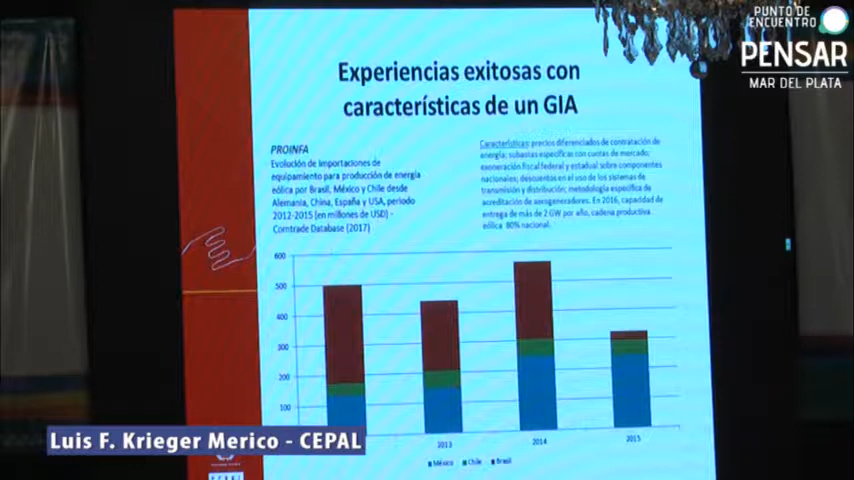 PUNTO DE
ENCUENTRO
PENSAR
MAR DEL PLATA
Experiencias exitosas con
características de un GIA
PROINFA
Evolución de importaciones de
equipamiento para producción de energía
eólica por Brasil, México y Chile desde
Alemania, China, España y USA, periodo
2012-2015 (en millones de USD) -
Comtrade Database (2017)
Características: precios diferenciados de contratación de
energía; subastas específicas con cuotas de mercado;
exoneración fiscal federal y estadual sobre componentes
nacionales; descuentos en el uso de los sistemas de
transmisión y distribución; metodología específica de
acreditación de aerogeneradores. En 2016, capacidad de
entrega de más de 2 GW por año, cadena productiva
eólica 80% nacional.
600
500
400
300
200
100
2013 2014 2015
México Chile Brasil
Luis F. Krieger Merico - CEPAL